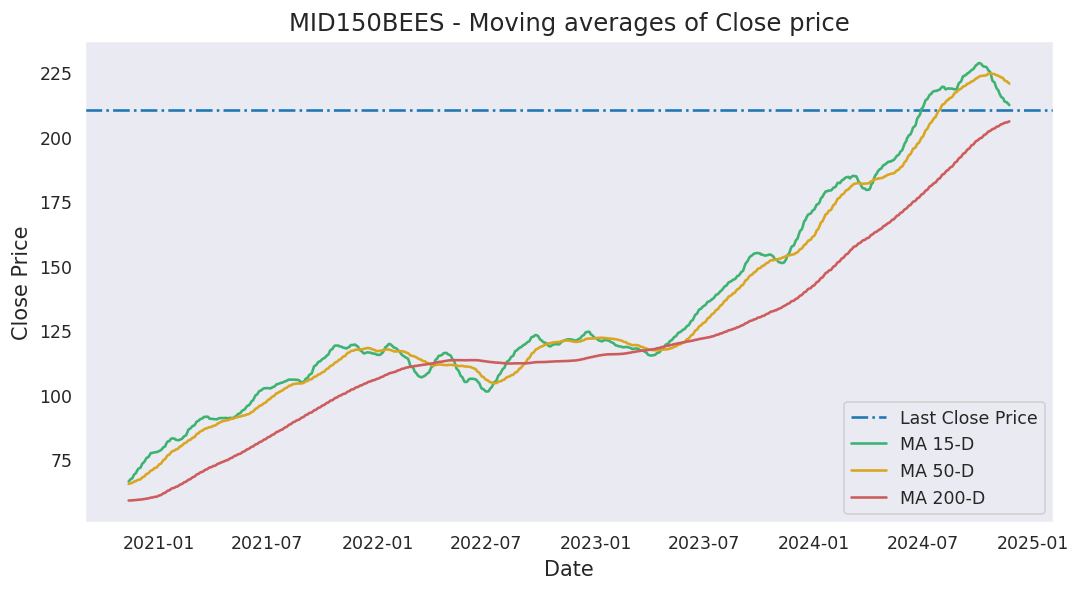 MID150BEES - Moving averages of Close price
Close Price
225
200
175
150
125
100
75
Last Close Price
MA 15-D
MA 50-D
MA 200-D
2021-01 2021-07 2022-01 2022-07 2023-01 2023-07 2024-01 2024-07 2025-01
Date